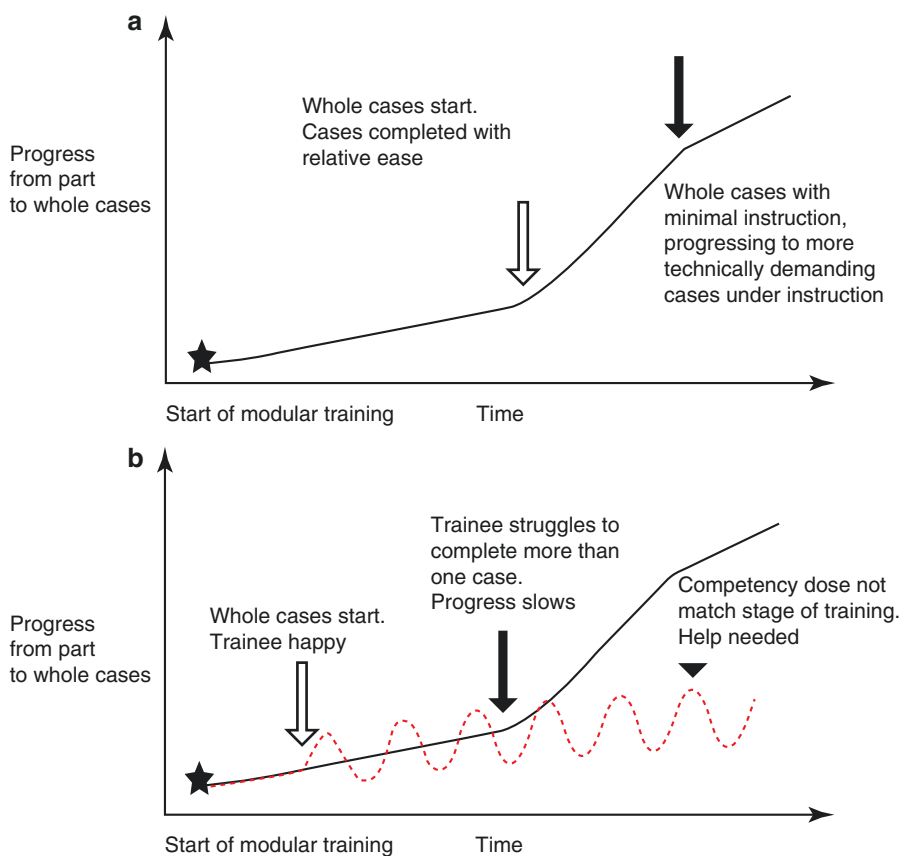 a
Whole cases start.
Cases completed with
relative ease
Progress
from part
to whole cases
Whole cases with
minimal instruction,
progressing to more
technically demanding
cases under instruction
Start of modular training
Time
b
Trainee struggles to
complete more than
one case.
Progress slows
Competency dose not
match stage of training.
Help needed
Whole cases start.
Trainee happy
Progress
from part
to whole cases
Start of modular training
Time